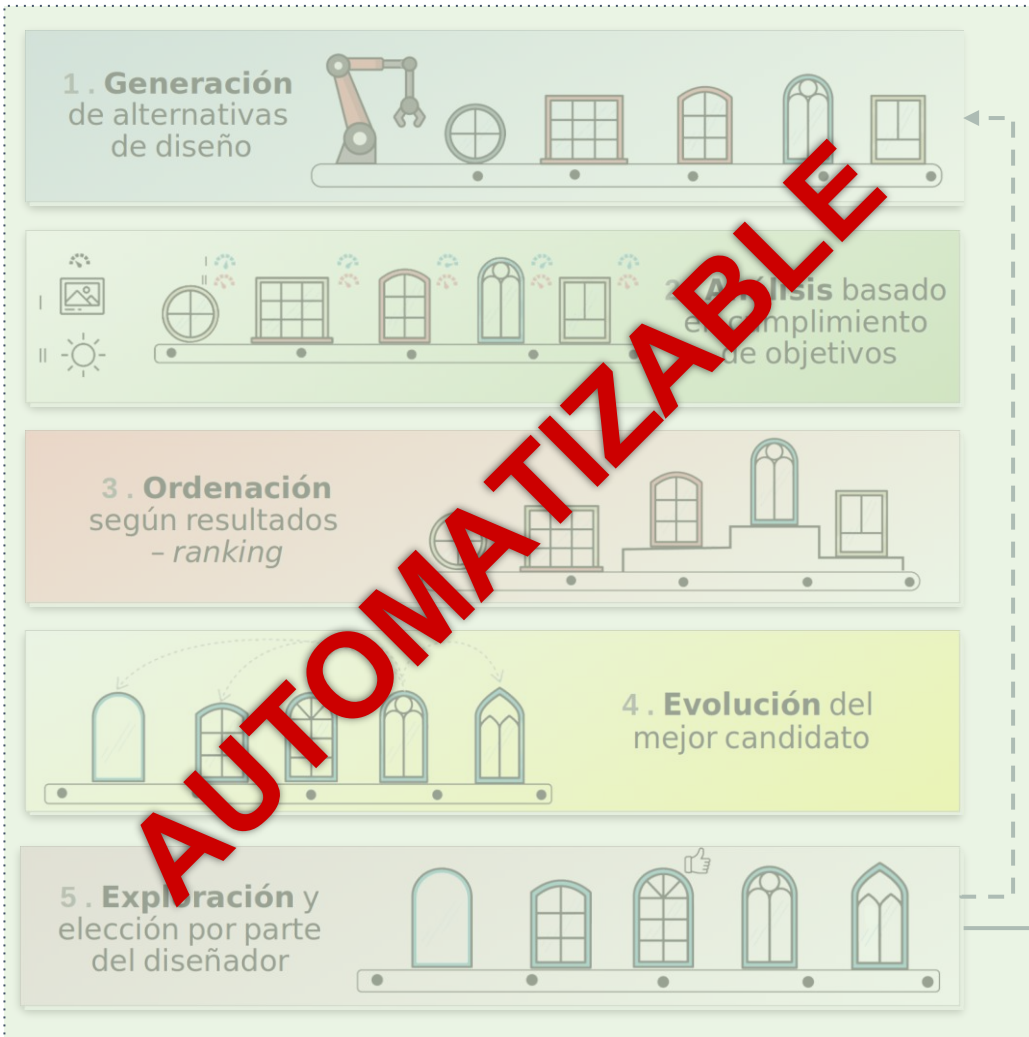 1 . Generación
de alternativas
de diseño
I
II
I
II
2 . Análisis basado
en cumplimiento
de objetivos
3 . Ordenación
según resultados
– ranking
4 . Evolución del
mejor candidato
5 . Exploración y
elección por parte
del diseñador
AUTOMATIZABLE